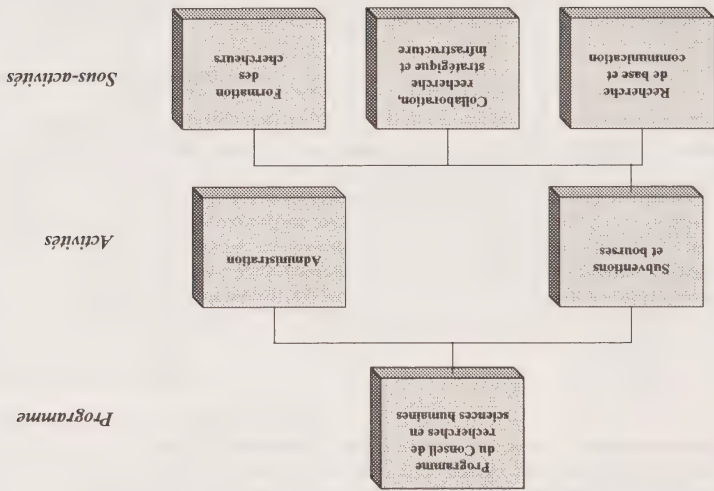 Programme
du Conseil de
recherches en
sciences humaines
Programme
Subventions
et bourses
Administration
Activités
Recherche
de base et
communication
Collaboration,
recherche
stratégique et
infrastructure
Formation
des
chercheurs
Sous-activités